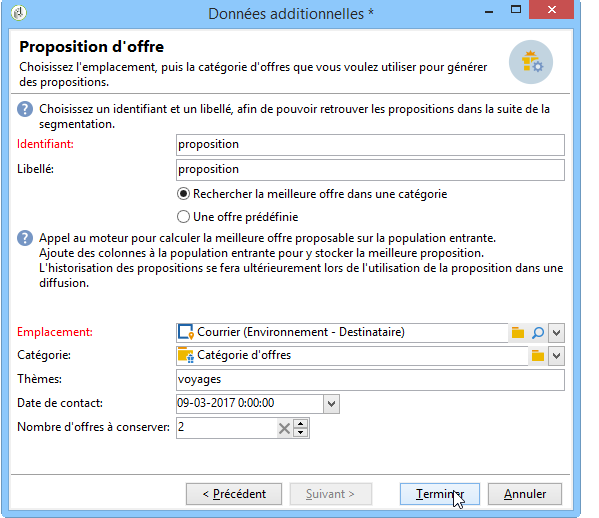 Données additionnelles *
Proposition d'offre
Choisissez l'emplacement, puis la catégorie d'offres que vous voulez utiliser pour générer
des propositions.
Choisissez un identifiant et un libellé, afin de pouvoir retrouver les propositions dans la suite de la
segmentation.
Identifiant: proposition
Libellé: proposition
Rechercher la meilleure offre dans une catégorie
Une offre prédéfinie
Appel au moteur pour calculer la meilleure offre proposable sur la population entrante.
Ajoute des colonnes à la population entrante pour y stocker la meilleure proposition.
L'historisation des propositions se fera ultérieurement lors de l'utilisation de la proposition dans une
diffusion.
Emplacement: Courrier (Environnement - Destinataire)
Catégorie: Catégorie d'offres
Thèmes: voyages
Date de contact: 09-03-2017 0:00:00
Nombre d'offres à conserver: 2
< Précédent Suivant > Terminer Annuler